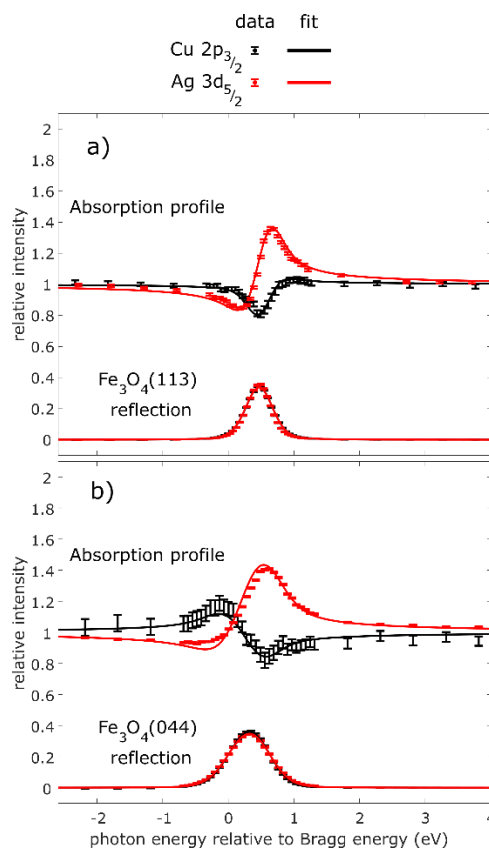 data fit
Cu 2p3/2
Ag 3d5/2
a)
Absorption profile
Fe3O4(113)
reflection
relative intensity
2
1.8
1.6
1.4
1.2
1
0.8
0.6
0.4
0.2
0
b)
Absorption profile
Fe3O4(044)
reflection
relative intensity
2
1.8
1.6
1.4
1.2
1
0.8
0.6
0.4
0.2
0
-2 -1 0 1 2 3 4
photon energy relative to Bragg energy (eV)